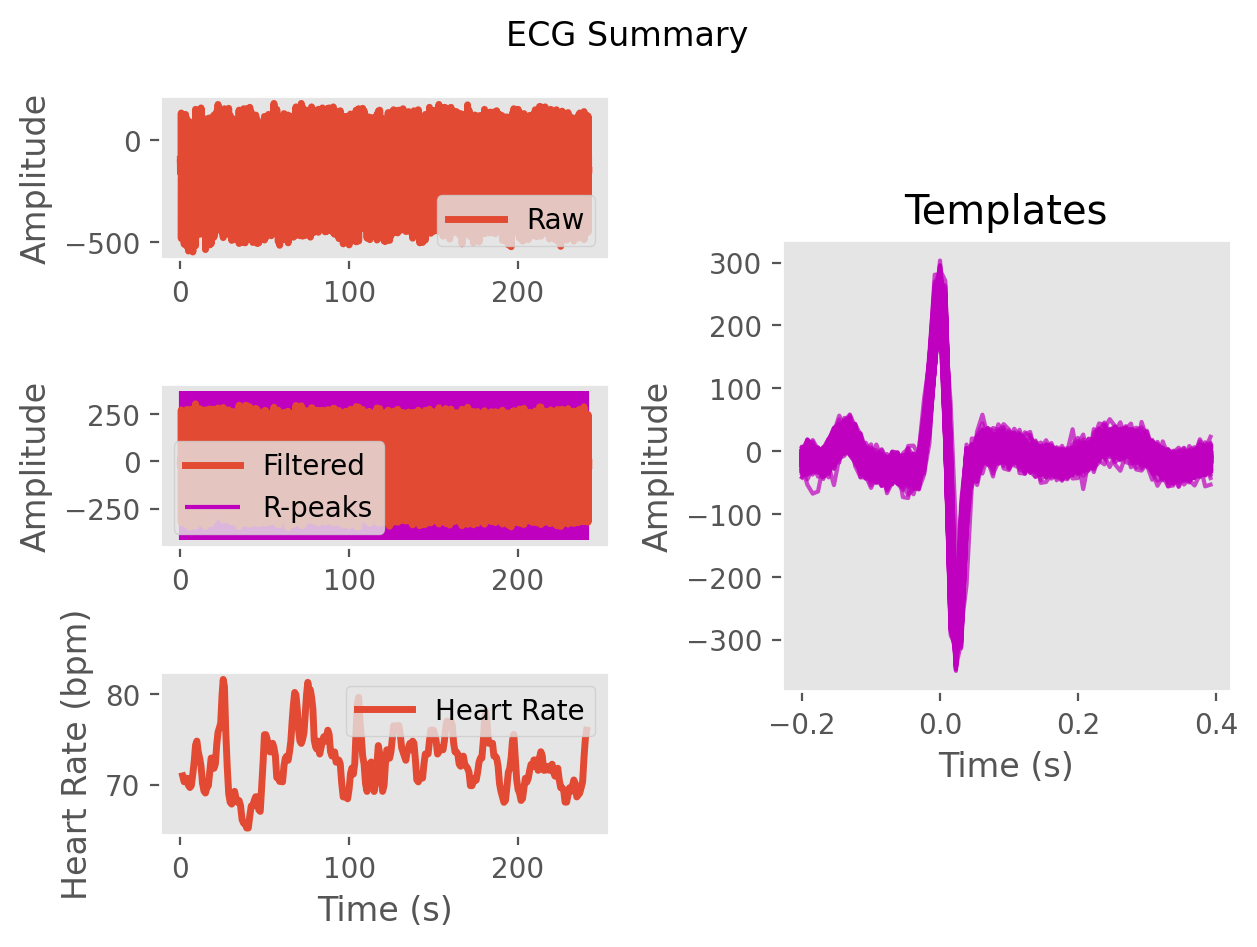 ECG Summary
Amplitude
0
−500
Raw
0 100 200
Amplitude
250
0
−250
Filtered
R-peaks
0 100 200
Heart Rate (bpm)
80
70
Heart Rate
0 100 200
Time (s)
Templates
Amplitude
300
200
100
0
−100
−200
−300
−0.2 0.0 0.2 0.4
Time (s)